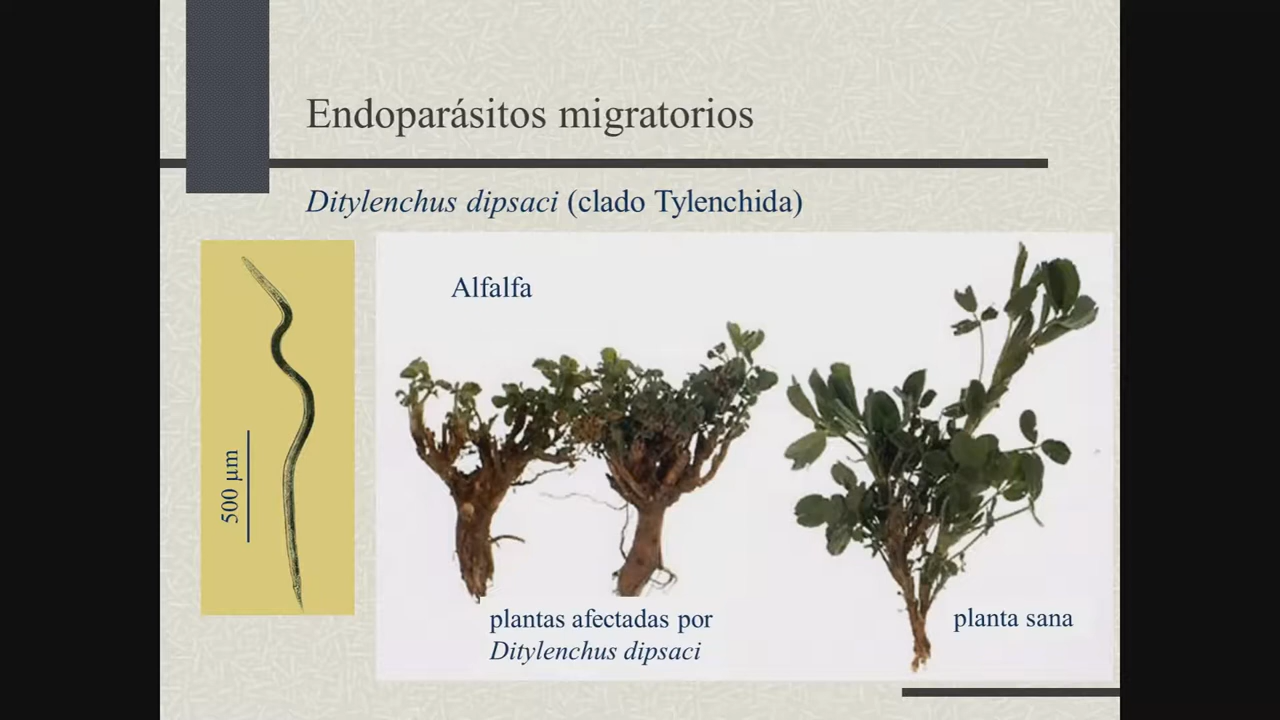 Endoparásitos migratorios
Ditylenchus dipsaci (clado Tylenchida)
Alfalfa
500 µm
plantas afectadas por
Ditylenchus dipsaci
planta sana